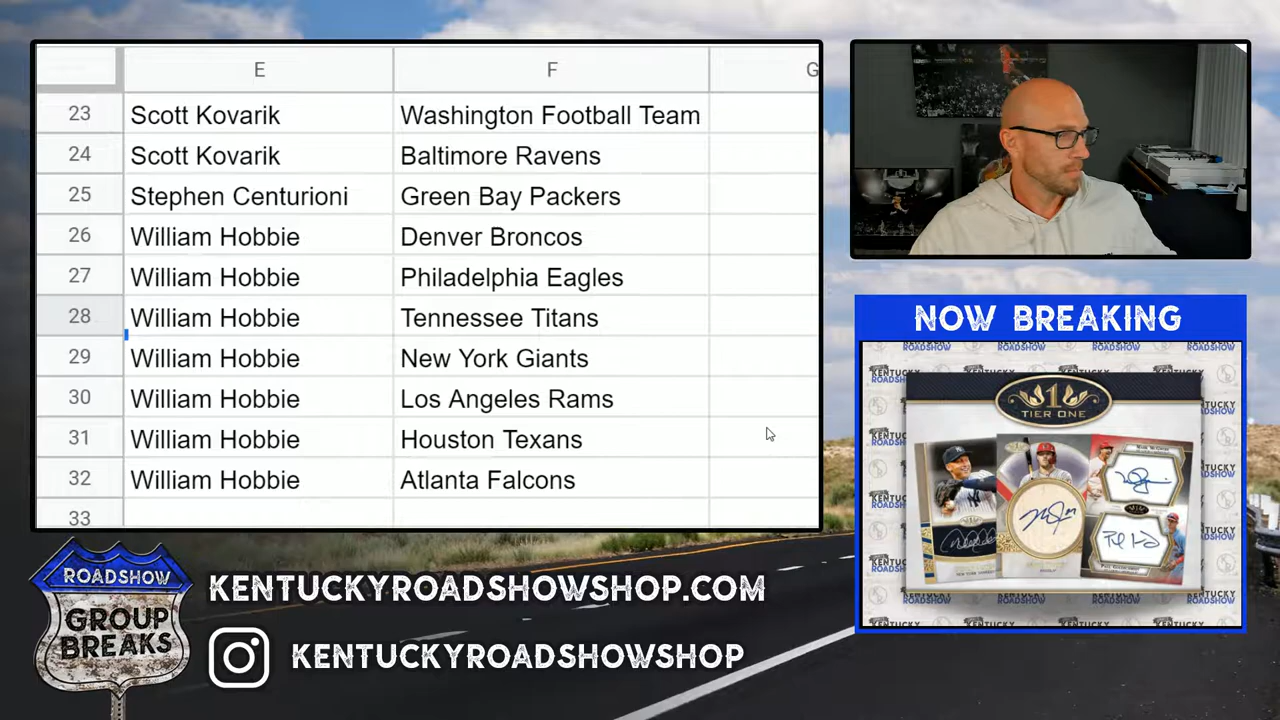 E F G
23 Scott Kovarik Washington Football Team
24 Scott Kovarik Baltimore Ravens
25 Stephen Centurioni Green Bay Packers
26 William Hobbie Denver Broncos
27 William Hobbie Philadelphia Eagles
28 William Hobbie Tennessee Titans
29 William Hobbie New York Giants
30 William Hobbie Los Angeles Rams
31 William Hobbie Houston Texans
32 William Hobbie Atlanta Falcons
33
NOW BREAKING
1
TIER ONE
ROADSHOW
GROUP
BREAKS
KENTUCKYROADSHOWSHOP.COM
KENTUCKYROADSHOWSHOP